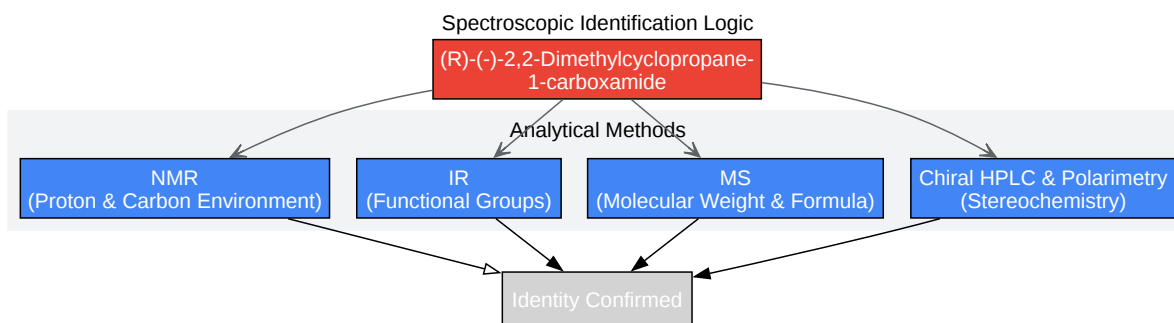 Spectroscopic Identification Logic
(R)-(-)-2,2-Dimethylcyclopropane-
1-carboxamide
Analytical Methods
NMR
(Proton & Carbon Environment)
IR
(Functional Groups)
MS
(Molecular Weight & Formula)
Chiral HPLC & Polarimetry
(Stereochemistry)
Identity Confirmed